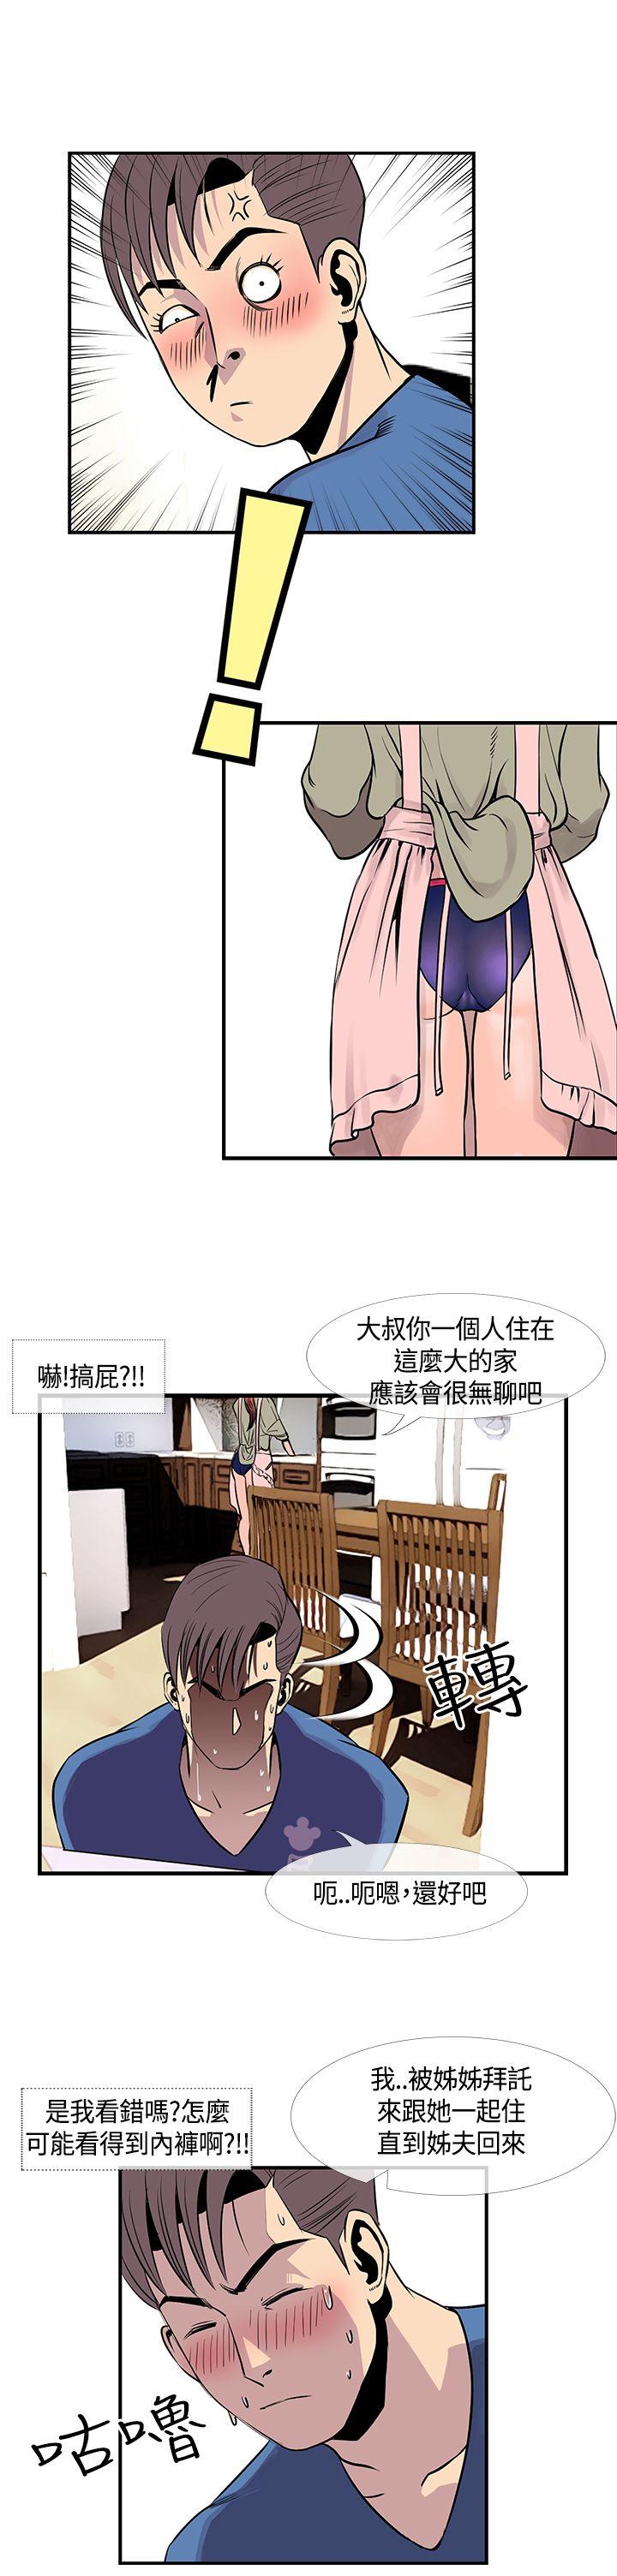 嚇!搞屁?!!
大叔你一個人住在
這麼大的家
應該會很無聊吧
轉
呃..呃嗯,還好吧
我..被姊姊拜託
來跟她一起住
直到姊夫回來
是我看錯嗎?怎麼
可能看得到內褲啊?!!
咕嚕